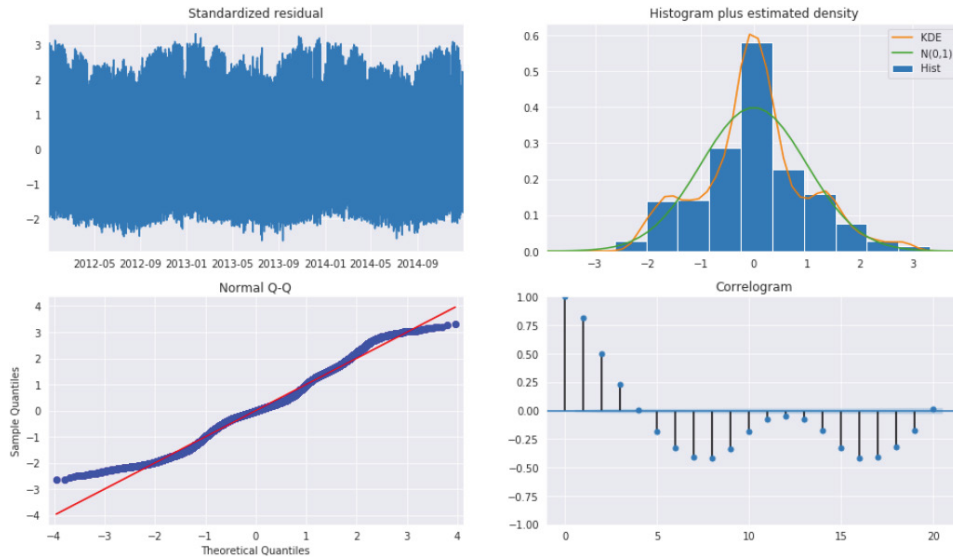 Standardized residual
3
2
1
0
−1
−2
2012-05 2012-09 2013-01 2013-05 2013-09 2014-01 2014-05 2014-09
Histogram plus estimated density
KDE
N(0,1)
Hist
0.6
0.5
0.4
0.3
0.2
0.1
0.0
−3 −2 −1 0 1 2 3
Normal Q-Q
Sample Quantiles
4
3
2
1
0
−1
−2
−3
−4
−4 −3 −2 −1 0 1 2 3 4
Theoretical Quantiles
Correlogram
1.00
0.75
0.50
0.25
0.00
−0.25
−0.50
−0.75
−1.00
0 5 10 15 20